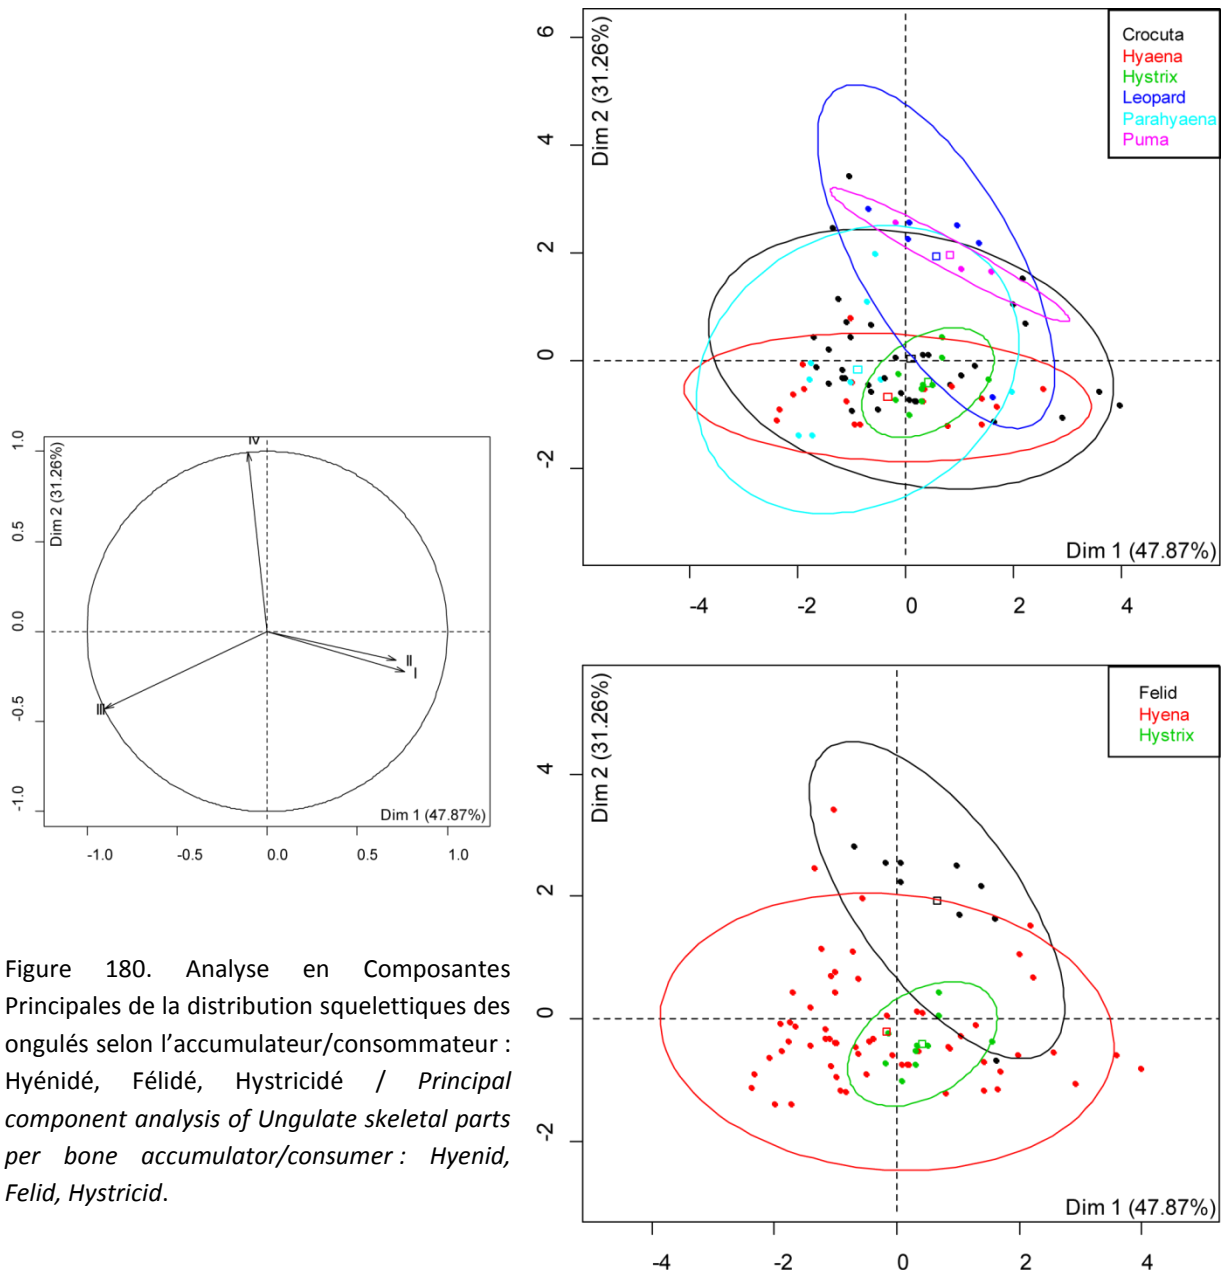 6
4
2
0
-2
Dim 2 (31.26%)
Crocuta
Hyaena
Hystrix
Leopard
Parahyaena
Puma
Dim 1 (47.87%)
-4
-2
0
2
4
1.0
0.5
0.0
-0.5
-1.0
Dim 2 (31.26%)
IV
II
I
III
Dim 1 (47.87%)
-1.0
-0.5
0.0
0.5
1.0
4
2
0
-2
Dim 2 (31.26%)
Felid
Hyena
Hystrix
Dim 1 (47.87%)
-4
-2
0
2
4
Figure 180. Analyse en Composantes
Principales de la distribution squelettiques des
ongulés selon l’accumulateur/consommateur :
Hyénidé, Félidé, Hystricidé / Principal
component analysis of Ungulate skeletal parts
per bone accumulator/consumer : Hyenid,
Felid, Hystricid.